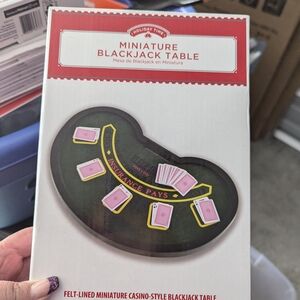 HOLIDAY TIME
MINIATURE
BLACKJACK TABLE
Mesa de Blackjack en Miniatura
INSURANCE PAYS
FELT-LINED MINIATURE CASINO-STYLE BLACKJACK TABLE